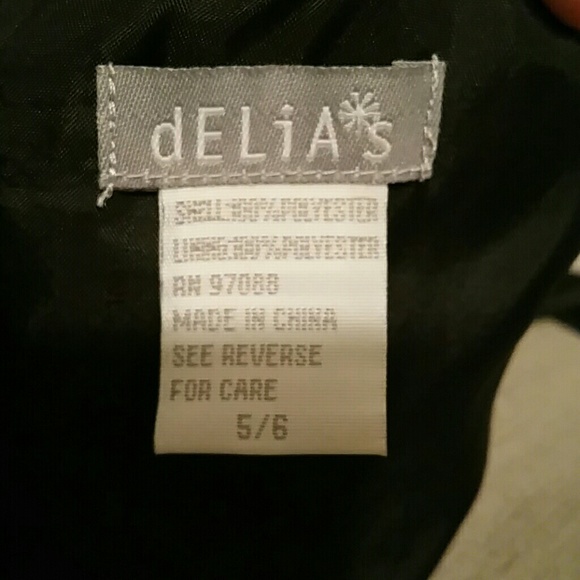 dELiA*s
SHELL:100%POLYESTER
LINING:100%POLYESTER
RN 97088
MADE IN CHINA
SEE REVERSE
FOR CARE
5/6